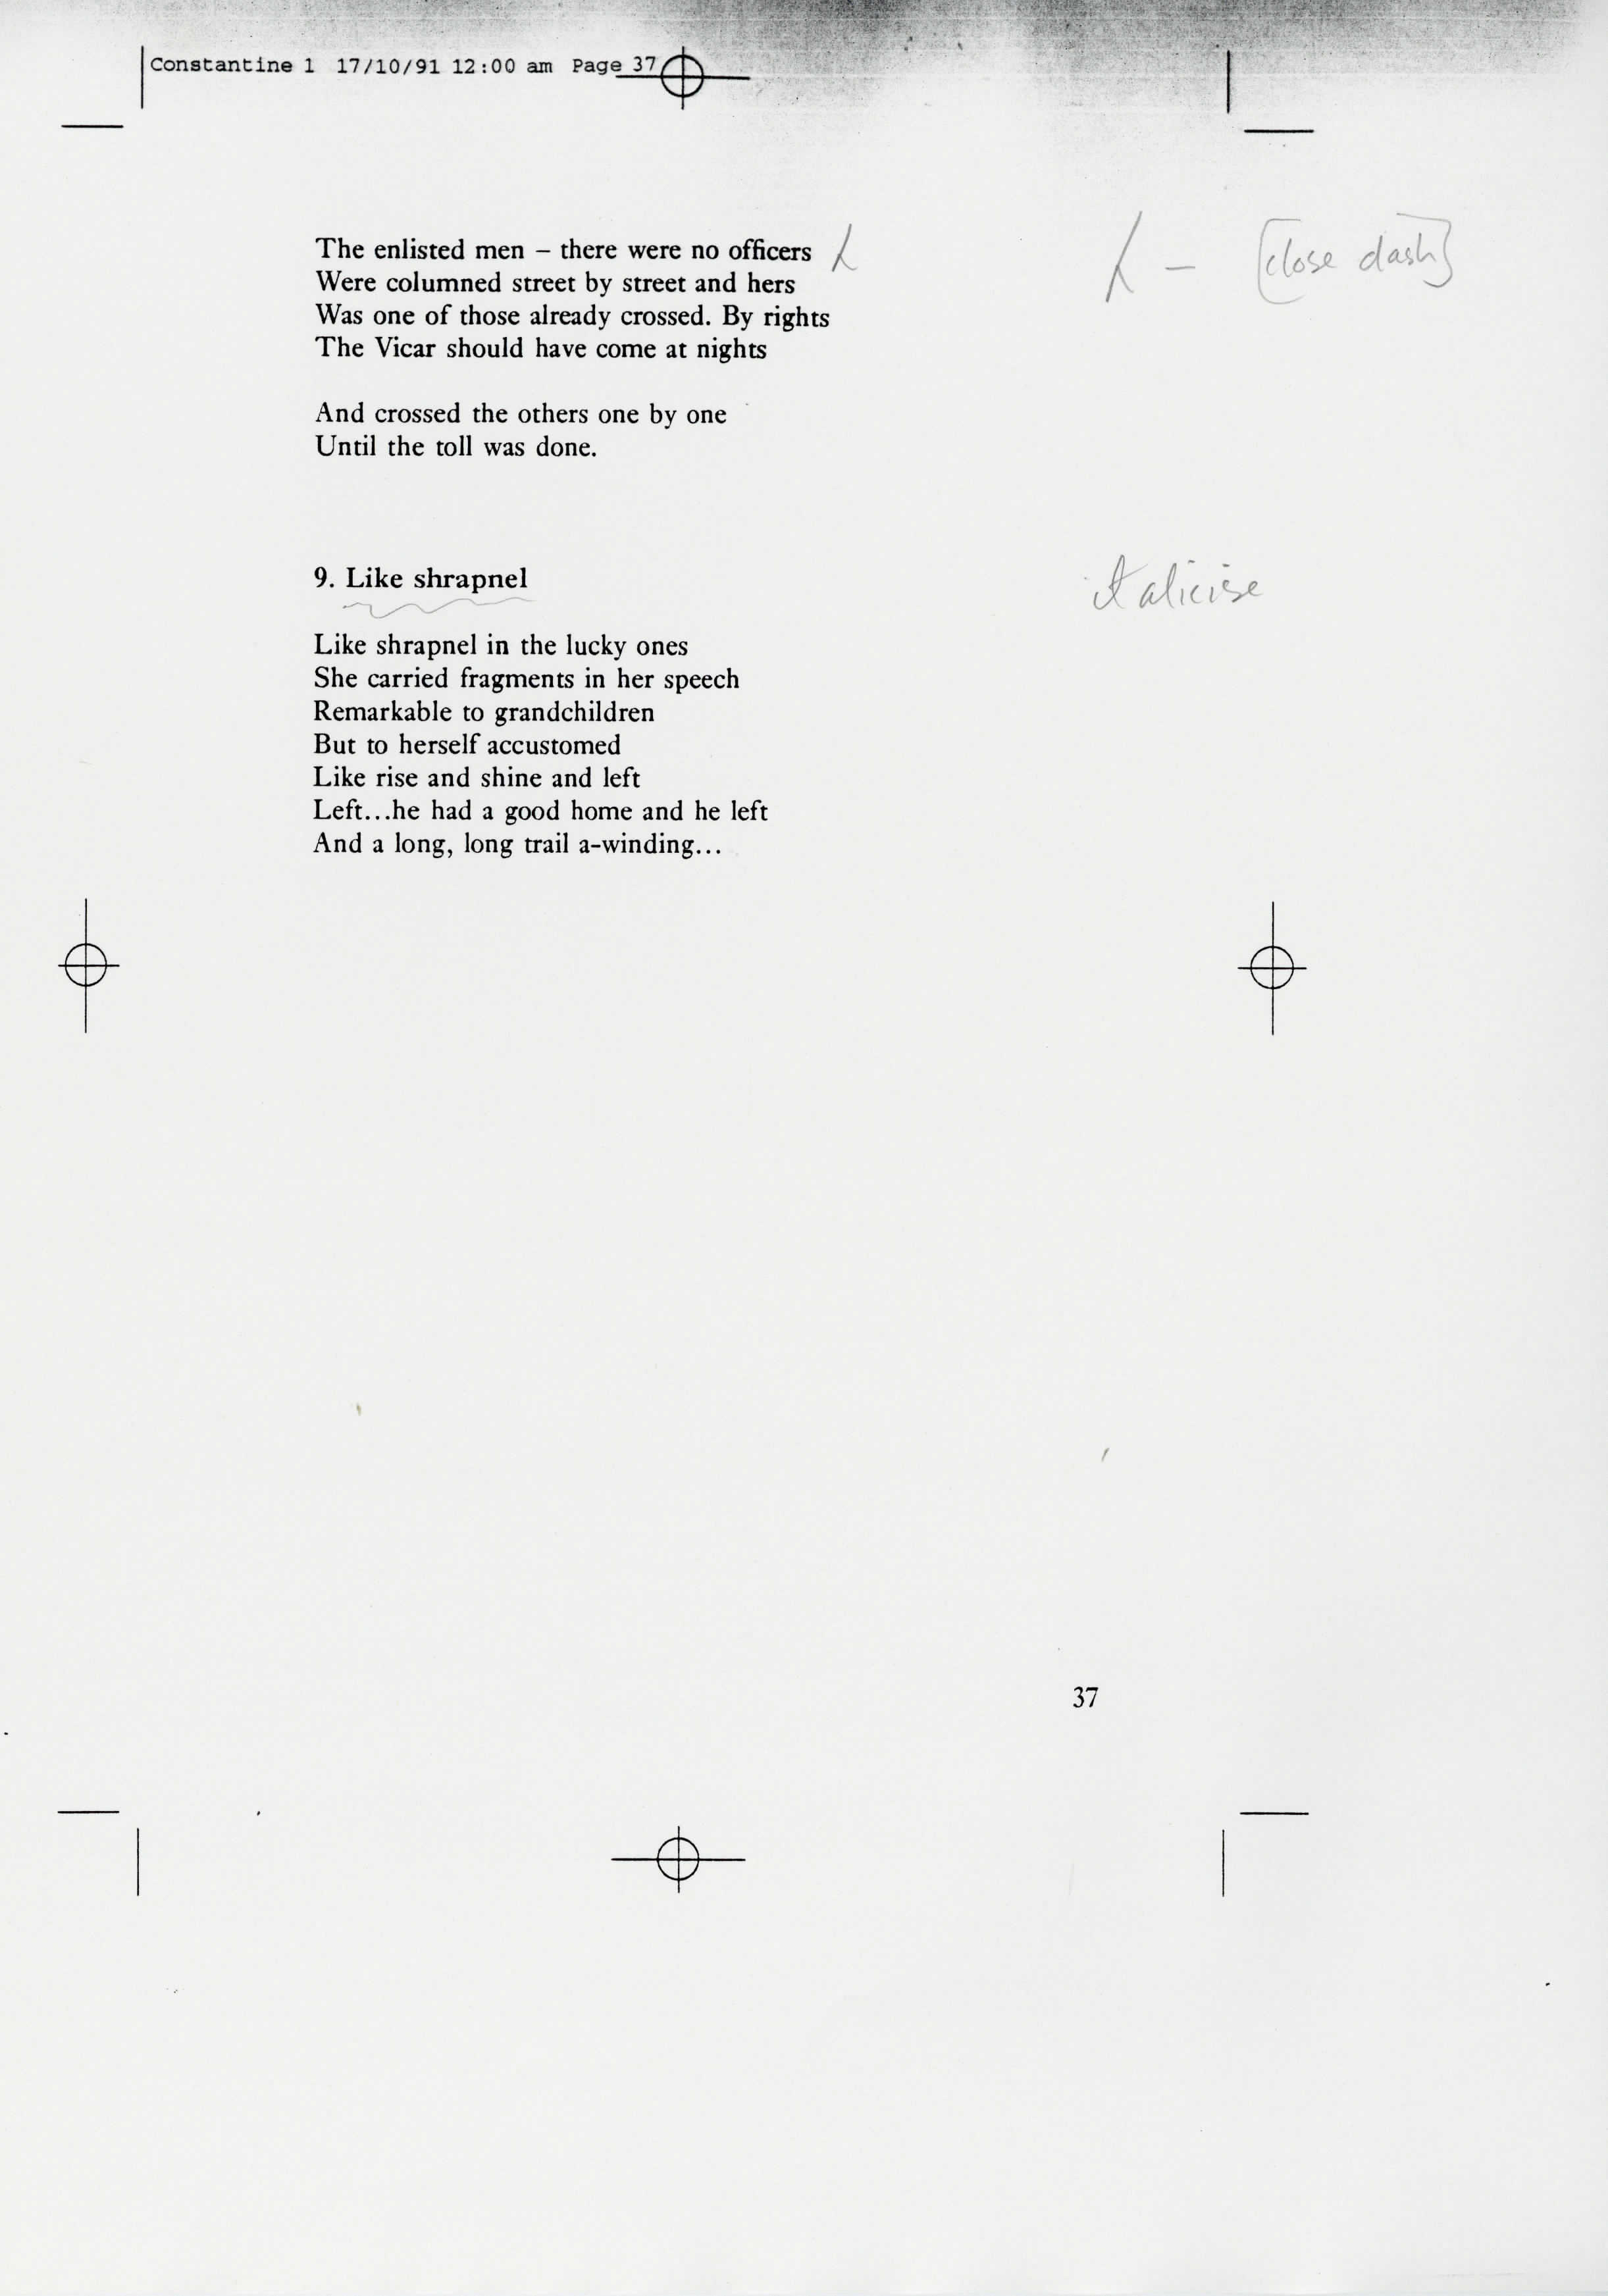 Constantine 1 17/10/91 12:00 am Page 37
The enlisted men – there were no officers ⁁ ⁁ – [close dash]
Were columned street by street and hers
Was one of those already crossed. By rights
The Vicar should have come at nights
And crossed the others one by one
Until the toll was done.
9. Like shrapnel italicise
Like shrapnel in the lucky ones
She carried fragments in her speech
Remarkable to grandchildren
But to herself accustomed
Like rise and shine and left
Left...he had a good home and he left
And a long, long trail a-winding...
37